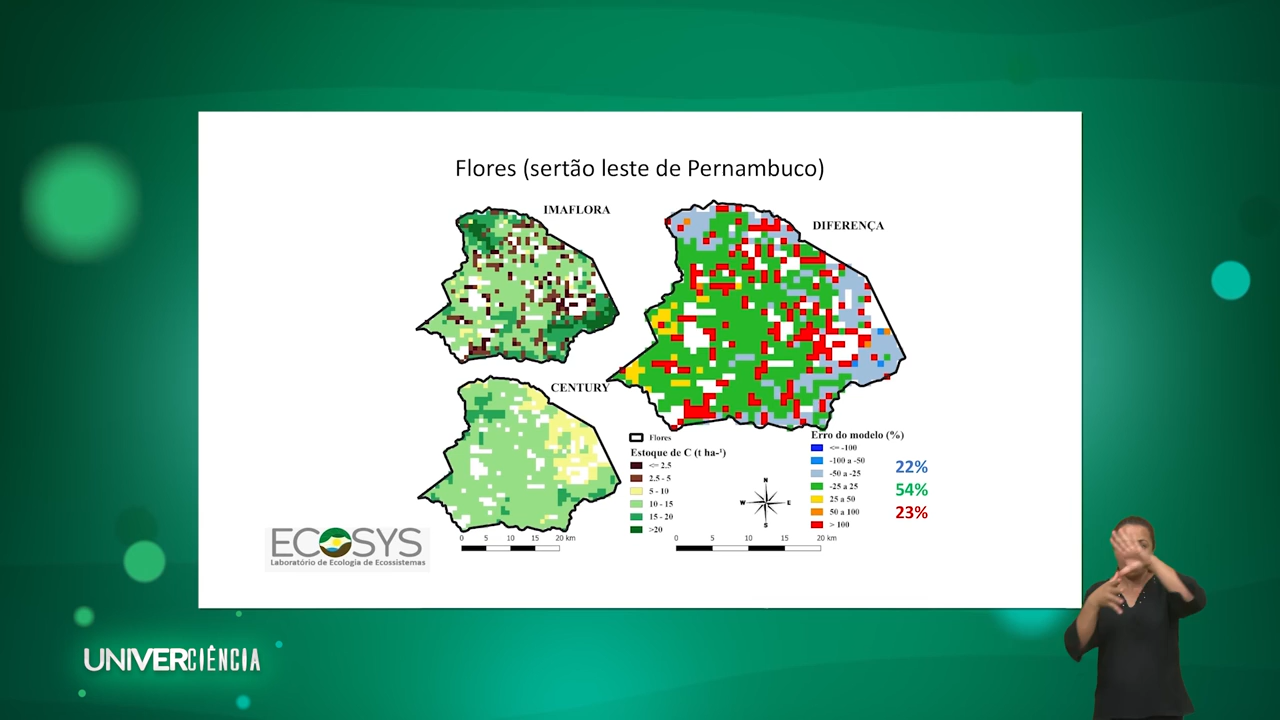 Flores (sertão leste de Pernambuco)
IMAFLORA
DIFERENÇA
CENTURY
Flores
Estoque de C (t ha-¹)
<= 2.5
2.5 - 5
5 - 10
10 - 15
15 - 20
>20
N
W E
S
Erro do modelo (%)
<= -100
-100 a -50
-50 a -25
-25 a 25
25 a 50
50 a 100
> 100
22%
54%
23%
0 5 10 15 20 km
0 5 10 15 20 km
ECOSYS
Laboratório de Ecologia de Ecossistemas
UNIVERCIÊNCIA